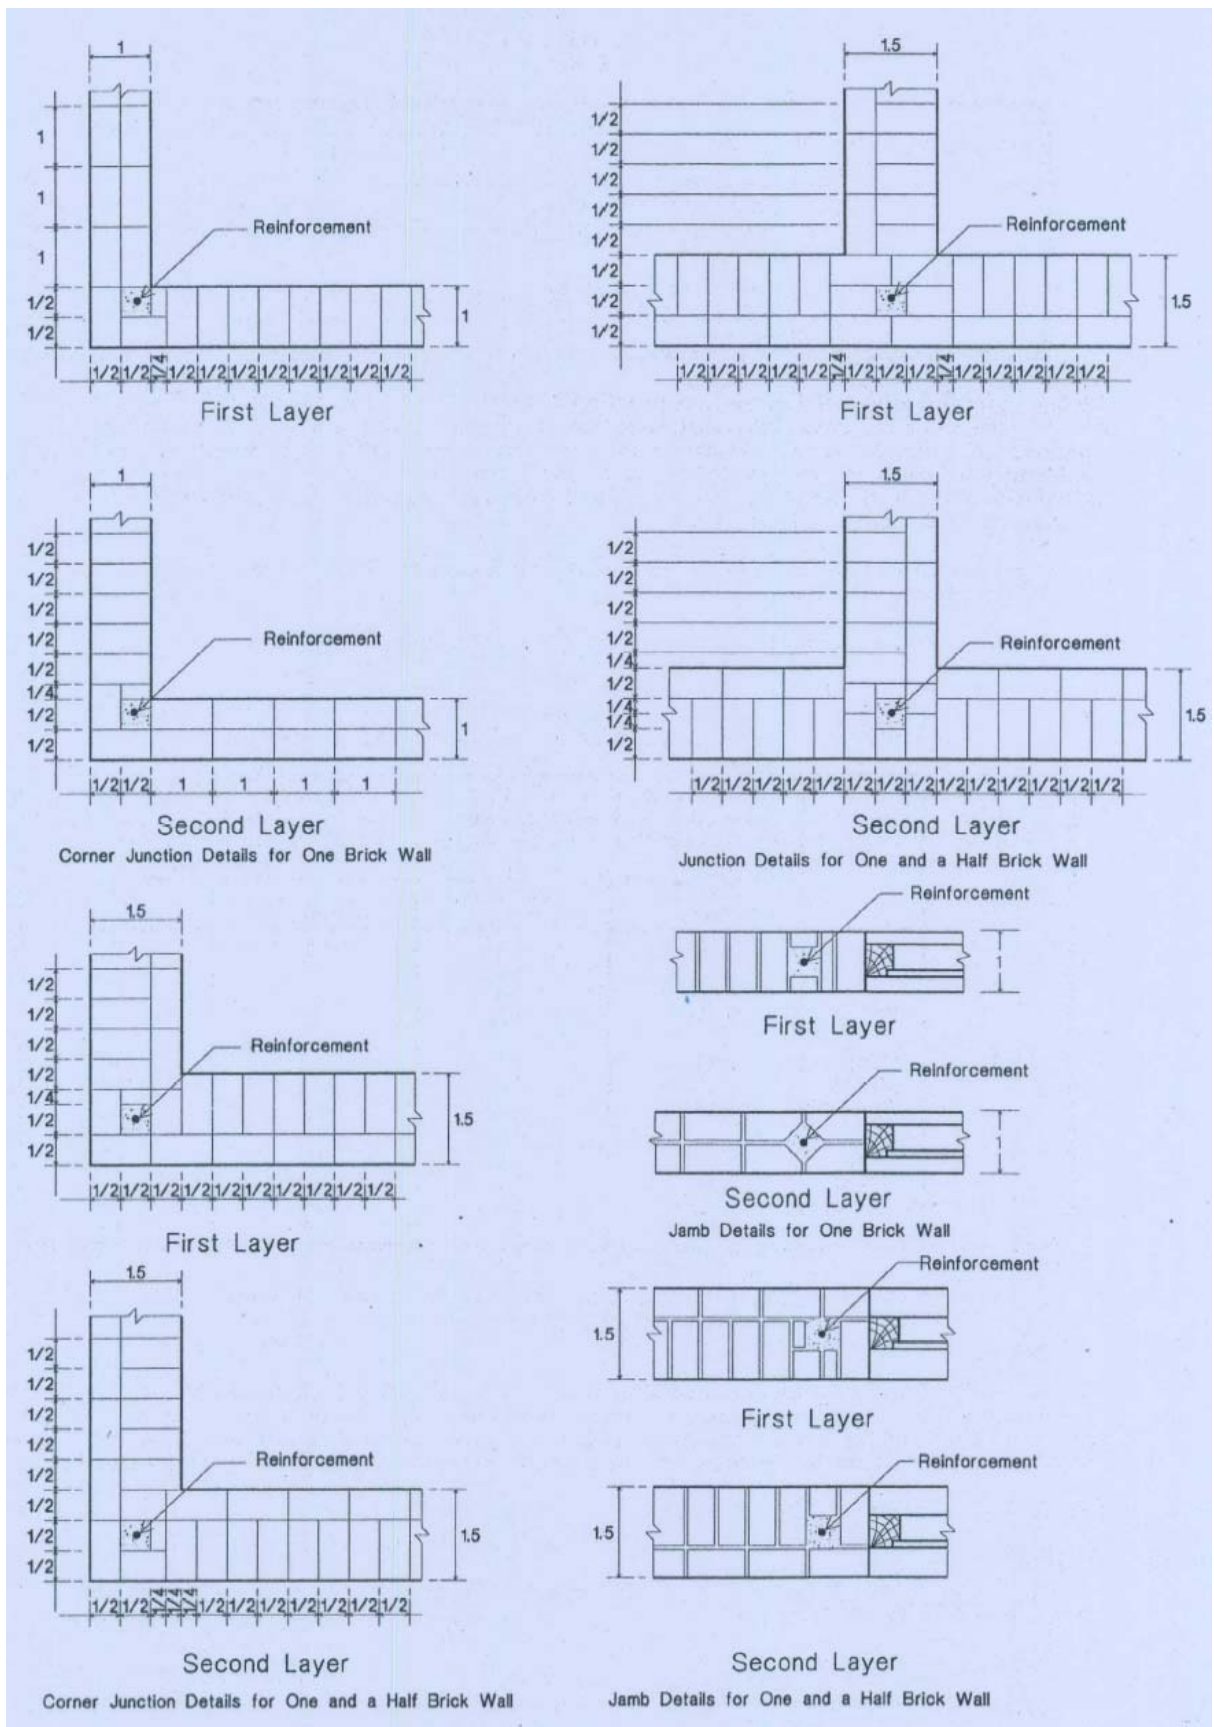 1
1
1
1
1/2
1/2
Reinforcement
1
1/2 1/2 1/4 1/2 1/2 1/2 1/2 1/2 1/2 1/2 1/2
First Layer
1
1/2
1/2
1/2
1/2
1/2
1/4
1/2
1/2
Reinforcement
1
1/2 1/2 1 1 1 1
Second Layer
Corner Junction Details for One Brick Wall
1.5
1/2
1/2
1/2
1/2
1/4
1/2
1/2
Reinforcement
1.5
1/2 1/2 1/2 1/2 1/2 1/2 1/2 1/2 1/2 1/2
First Layer
1.5
1/2
1/2
1/2
1/2
1/2
1/2
1/2
1/2
Reinforcement
1.5
1/2 1/2 1/4 1/4 1/4 1/2 1/2 1/2 1/2 1/2 1/2 1/2
Second Layer
Corner Junction Details for One and a Half Brick Wall
1.5
1/2
1/2
1/2
1/2
1/2
1/2
1/2
1/2
Reinforcement
1.5
1/2 1/2 1/2 1/2 1/2 1/4 1/2 1/2 1/2 1/4 1/2 1/2 1/2 1/2 1/2
First Layer
1.5
1/2
1/2
1/2
1/2
1/4
1/2
1/4
1/4
1/2
Reinforcement
1.5
1/2 1/2 1/2 1/2 1/2 1/2 1/2 1/2 1/2 1/2 1/2 1/2 1/2 1/2
Second Layer
Junction Details for One and a Half Brick Wall
Reinforcement
1
First Layer
Reinforcement
1
Second Layer
Jamb Details for One Brick Wall
Reinforcement
1.5
First Layer
Reinforcement
1.5
Second Layer
Jamb Details for One and a Half Brick Wall